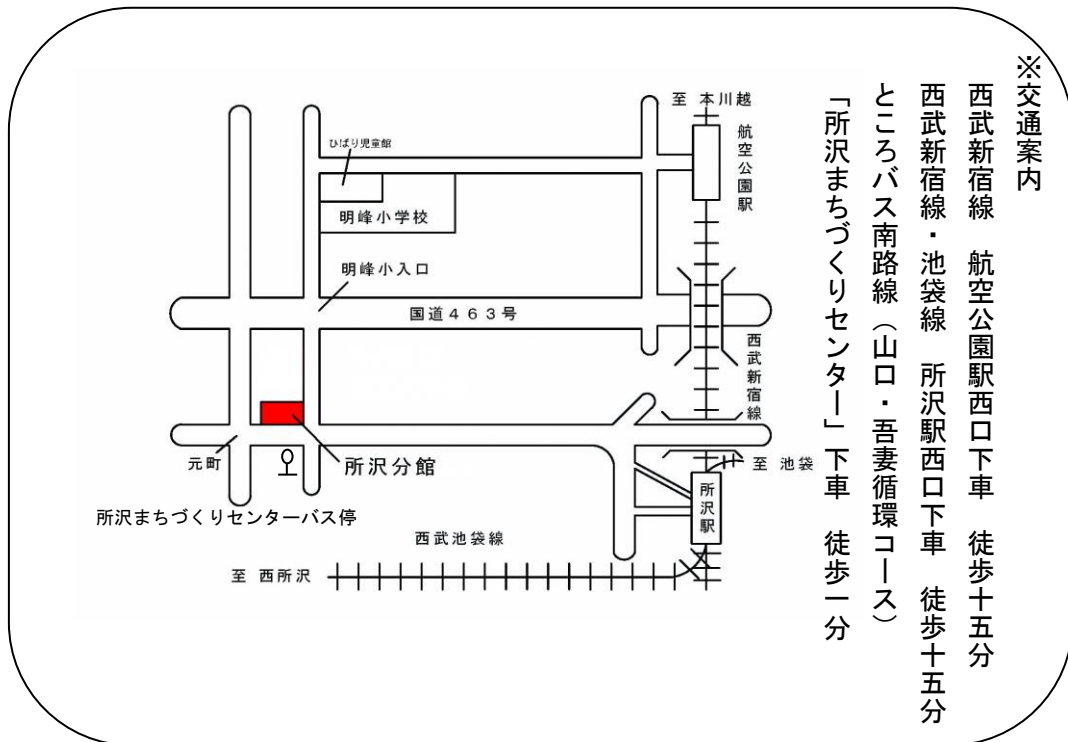 ※交通案内
西武新宿線　航空公園駅西口下車　徒歩十五分
西武新宿線・池袋線　所沢駅西口下車　徒歩十五分
ところバス南路線（山口・吾妻循環コース）
「所沢まちづくりセンター」下車　徒歩一分
至 本川越
航空公園駅
ひばり児童館
明峰小学校
明峰小入口
国道４６３号
西武新宿線
元町
所沢分館
至 池袋
所沢駅
所沢まちづくりセンターバス停
西武池袋線
至 西所沢